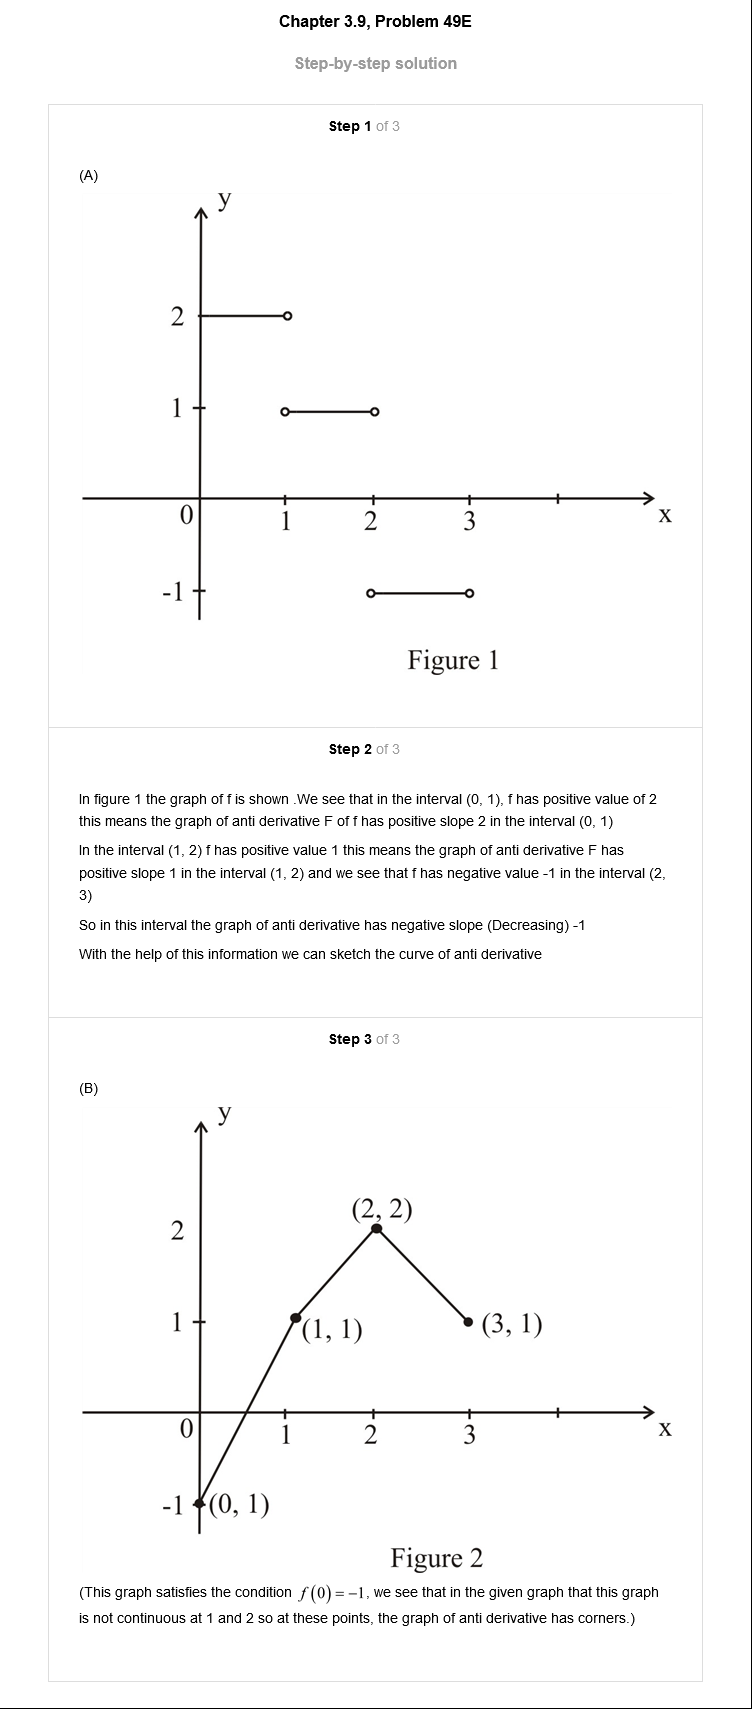 Chapter 3.9, Problem 49E
Step-by-step solution
Step 1 of 3
(A)
y
2
1
0
1
2
3
x
-1
Figure 1
Step 2 of 3
In figure 1 the graph of f is shown .We see that in the interval (0, 1), f has positive value of 2
this means the graph of anti derivative F of f has positive slope 2 in the interval (0, 1)
In the interval (1, 2) f has positive value 1 this means the graph of anti derivative F has
positive slope 1 in the interval (1, 2) and we see that f has negative value -1 in the interval (2,
3)
So in this interval the graph of anti derivative has negative slope (Decreasing) -1
With the help of this information we can sketch the curve of anti derivative
Step 3 of 3
(B)
y
(2, 2)
2
1
(1, 1)
(3, 1)
0
1
2
3
x
-1
(0, 1)
Figure 2
(This graph satisfies the condition f(0)=−1, we see that in the given graph that this graph
is not continuous at 1 and 2 so at these points, the graph of anti derivative has corners.)